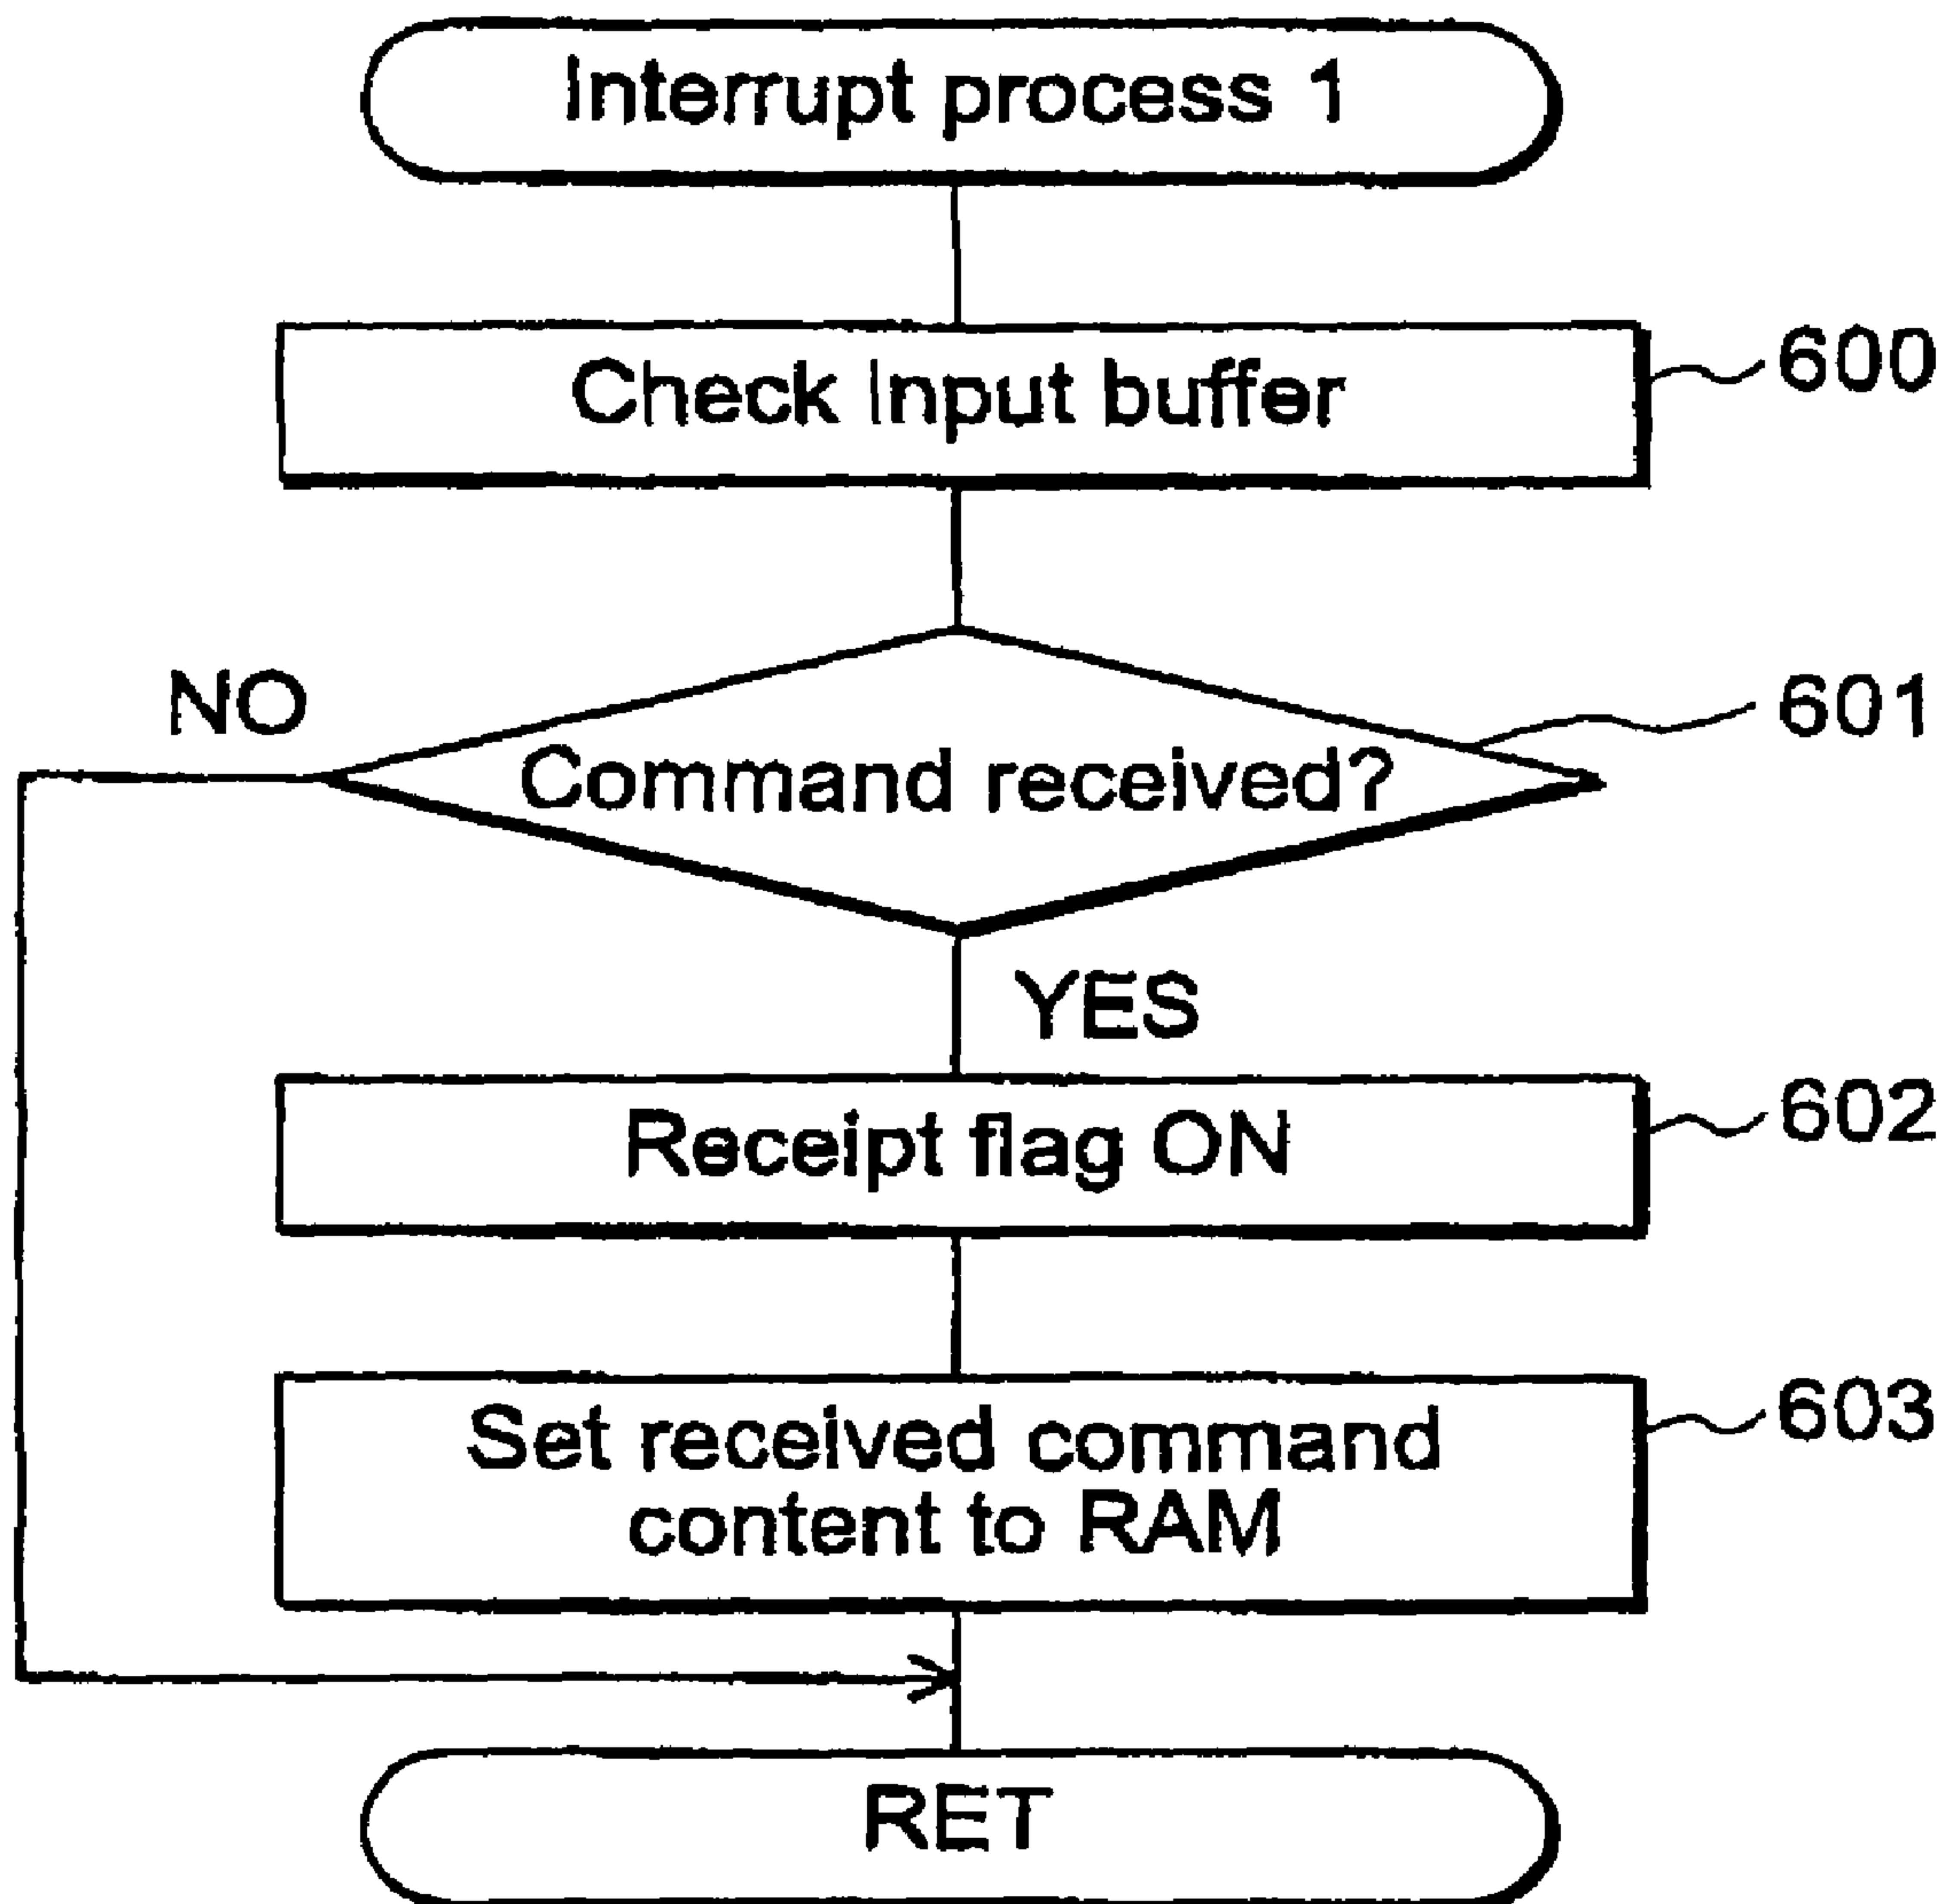 Interrupt process 1
Check input buffer
600
NO
601
Command received?
YES
Receipt flag ON
602
Set received command
content to RAM
603
RET